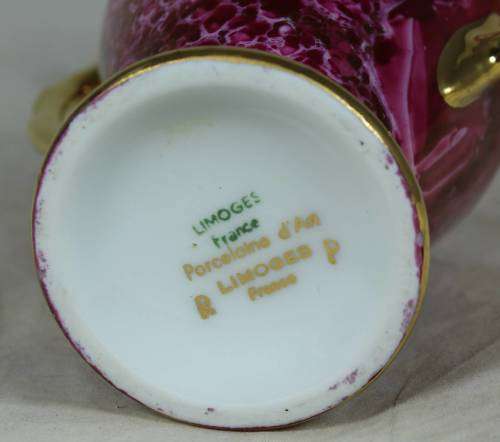 LIMOGES
France
Porcelaine d'Art
R LIMOGES P
France